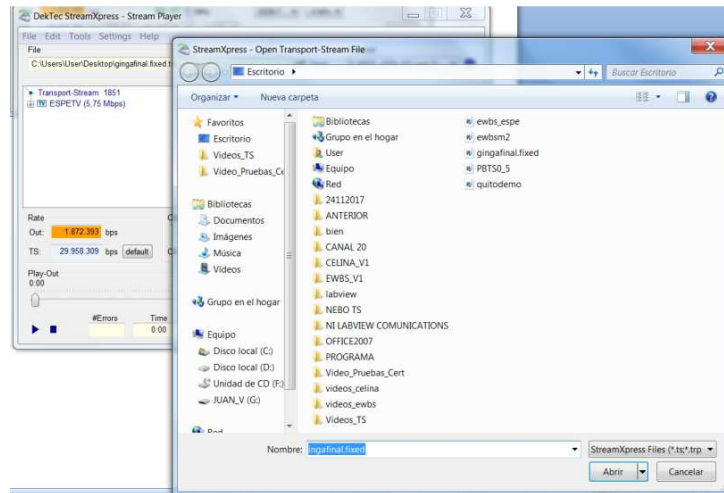 DekTec StreamXpress - Stream Player
File Edit Tools Settings Help
File
C:\Users\User\Desktop\gingafinal.fixed.t
Transport-Stream 1851
ESPETV (5,75 Mbps)
Rate
Out: 1.872.393 bps
TS: 29.958.309 bps default
Play-Out
0:00
#Errors Time
0:00
StreamXpress - Open Transport-Stream File
Escritorio
Buscar Escritorio
Organizar Nueva carpeta
Favoritos
Escritorio
Videos_TS
Video_Pruebas_Ce
Bibliotecas
Documentos
Imágenes
Música
Vídeos
Grupo en el hogar
Equipo
Disco local (C:)
Disco local (D:)
Unidad de CD (F:)
JUAN_V (G:)
Red
Bibliotecas
Grupo en el hogar
User
Equipo
Red
24112017
ANTERIOR
bien
CANAL 20
CELINA_V1
EWBS_V1
labview
NEBO TS
NI LABVIEW COMUNICATIONS
OFFICE2007
PROGRAMA
Video_Pruebas_Cert
videos_celina
videos_ewbs
Videos_TS
ewbs_espe
ewbsm2
gingafinal.fixed
PBTS0_5
quitodemo
Nombre: ingafinal.fixed
StreamXpress Files (*.ts;*.trp
Abrir Cancelar